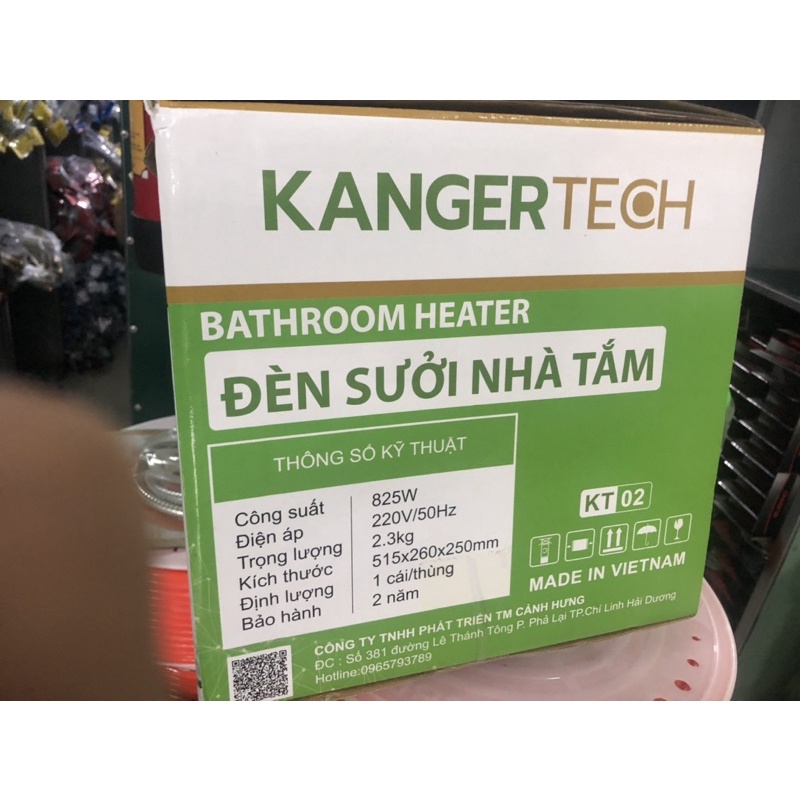 KANGERTECH
BATHROOM HEATER
ĐÈN SƯỞI NHÀ TẮM
THÔNG SỐ KỸ THUẬT
Công suất 825W
Điện áp 220V/50Hz
Trọng lượng 2.3kg
Kích thước 515x260x250mm
Định lượng 1 cái/thùng
Bảo hành 2 năm
KT 02
MADE IN VIETNAM
CÔNG TY TNHH PHÁT TRIỂN TM CẢNH HƯNG
ĐC : Số 381 đường Lê Thánh Tông P. Phả Lại TP.Chí Linh Hải Dương
Hotline:0965793789